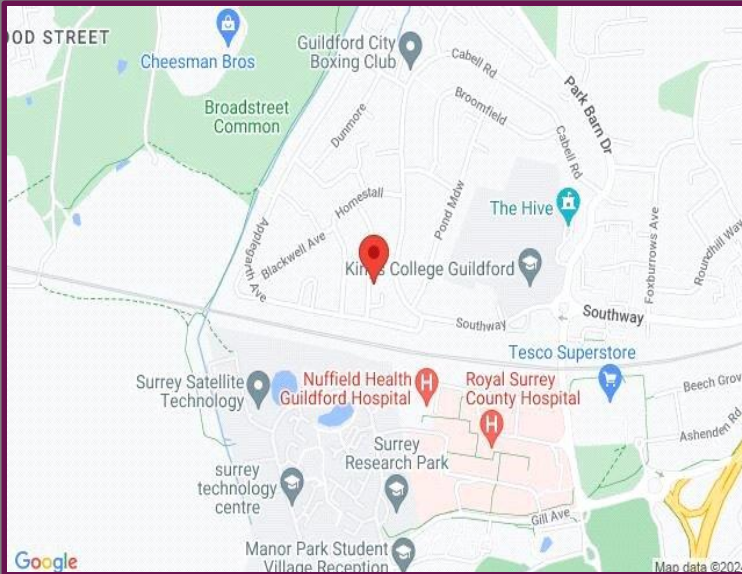 OOD STREET
Cheesman Bros
Guildford City
Boxing Club
Cabell Rd
Park Barn Dr
Broadstreet
Common
Dunmore
Broomfield
Cabell Rd
Homestall
Pond Mdw
The Hive
Foxburrows Ave
Roundhill Way
Applegarth Ave
Blackwell Ave
College Guildford
Southway
Southway
Tesco Superstore
Surrey Satellite
Technology
Nuffield Health
Guildford Hospital
Royal Surrey
County Hospital
Beech Grov
Ashenden Rd
Surrey
Research Park
surrey
technology
centre
Gill Ave
Manor Park Student
Village Reception
Google
Map data ©2024